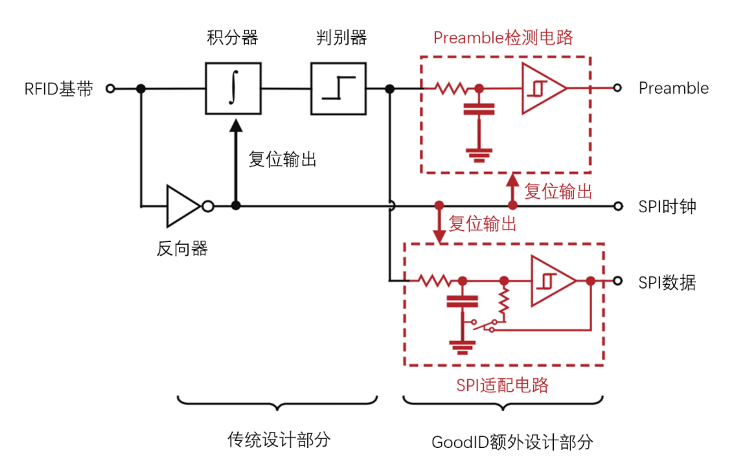 积分器
判别器
Preamble检测电路
RFID基带
Preamble
复位输出
复位输出
SPI时钟
复位输出
反向器
SPI数据
SPI适配电路
传统设计部分
GoodID额外设计部分